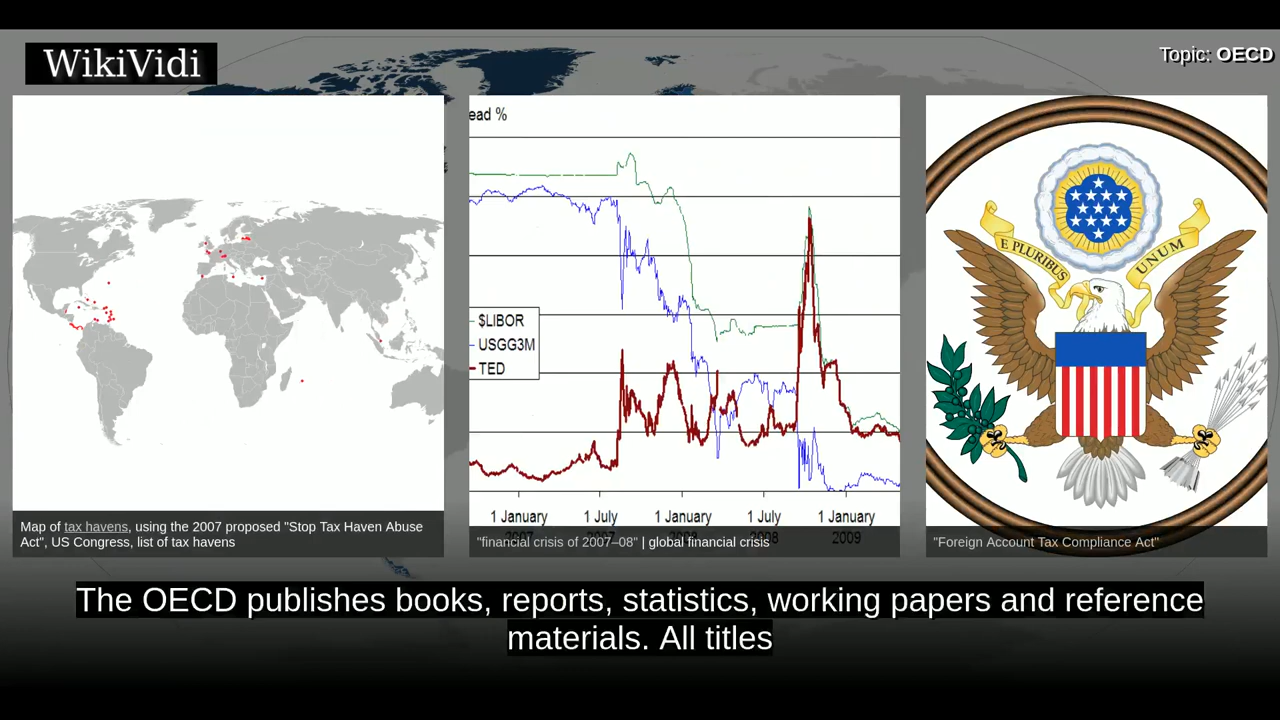 WikiVidi
Topic: OECD
ead %
$LIBOR
USGG3M
TED
1 January
1 July
1 January
1 July
1 January
2007
2008
2009
E PLURIBUS
UNUM
Map of tax havens, using the 2007 proposed "Stop Tax Haven Abuse
Act", US Congress, list of tax havens
"financial crisis of 2007–08" | global financial crisis
"Foreign Account Tax Compliance Act"
The OECD publishes books, reports, statistics, working papers and reference
materials. All titles